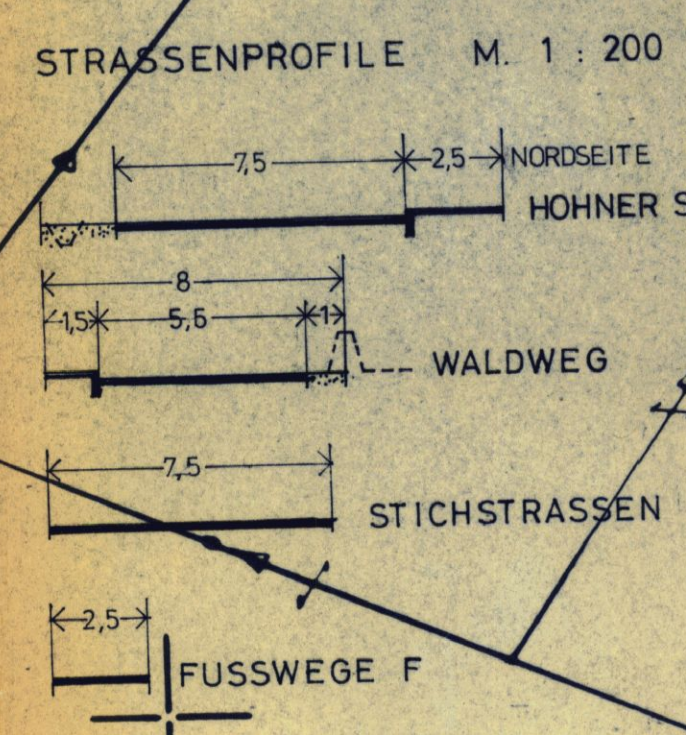 STRASSENPROFILE M. 1 : 200
7,5 2,5 NORDSEITE
HOHNER S
8
1,5 5,5 1
WALDWEG
7,5
STICHSTRASSEN
2,5
FUSSWEGE F